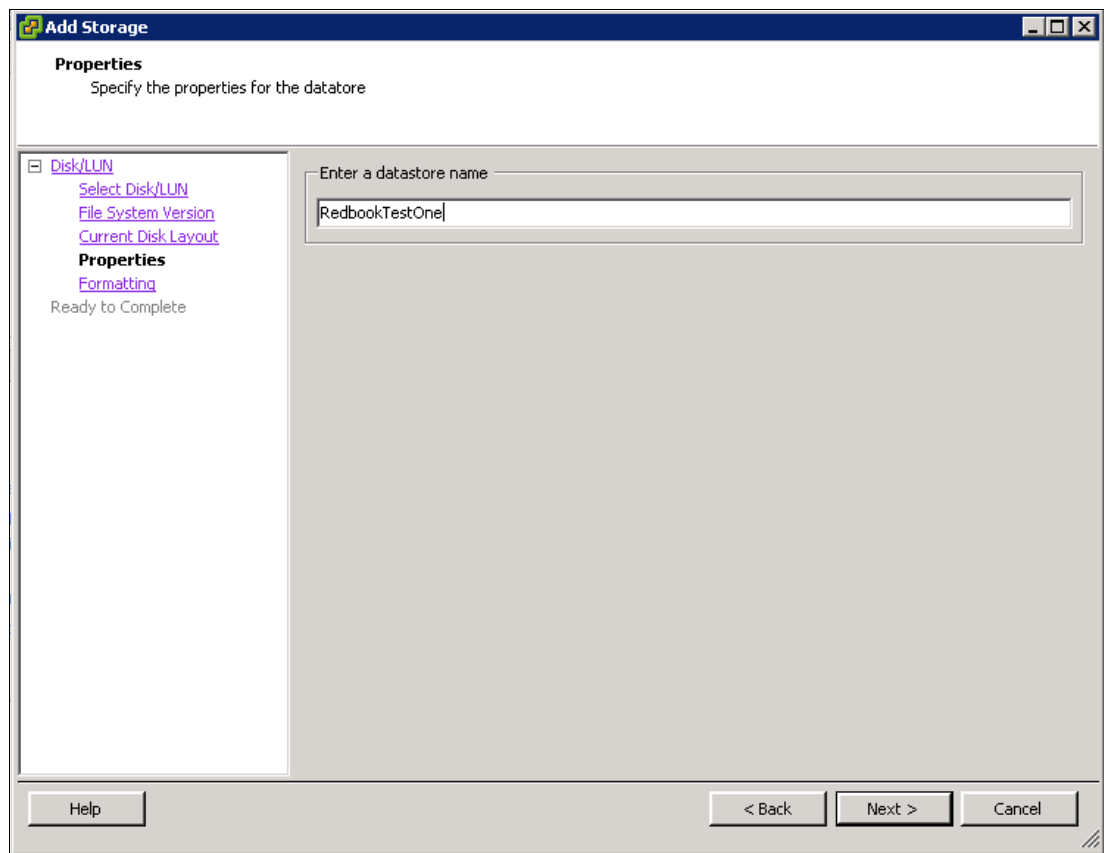 Add Storage
Properties
Specify the properties for the datatore
Disk/LUN
Select Disk/LUN
File System Version
Current Disk Layout
Properties
Formatting
Ready to Complete
Enter a datastore name
RedbookTestOne
Help
< Back
Next >
Cancel